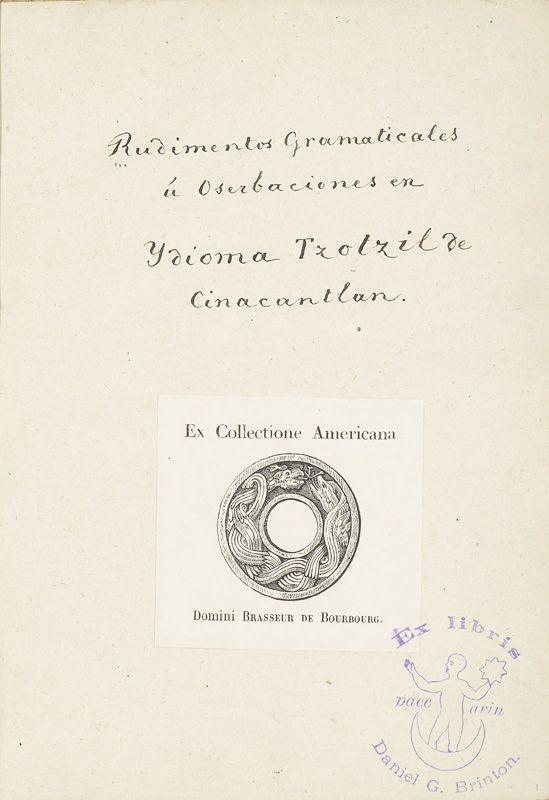 Rudimentos Gramaticales
ú Oserbaciones en
Ydioma Tzotzil de
Cinacantlan.
Ex Collectione Americana
Domini BRASSEUR DE BOURBOURG.
Ex libris
pacc arin
Daniel G. Brinton.